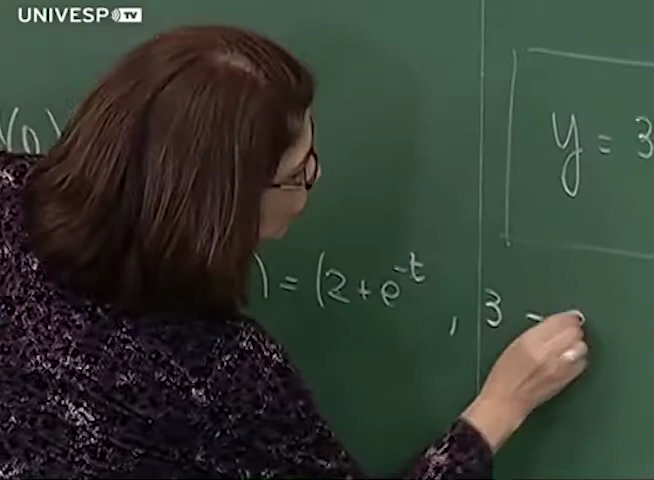 UNIVESP TV
(0)
y = 3
) = (2 + e^-t , 3 -